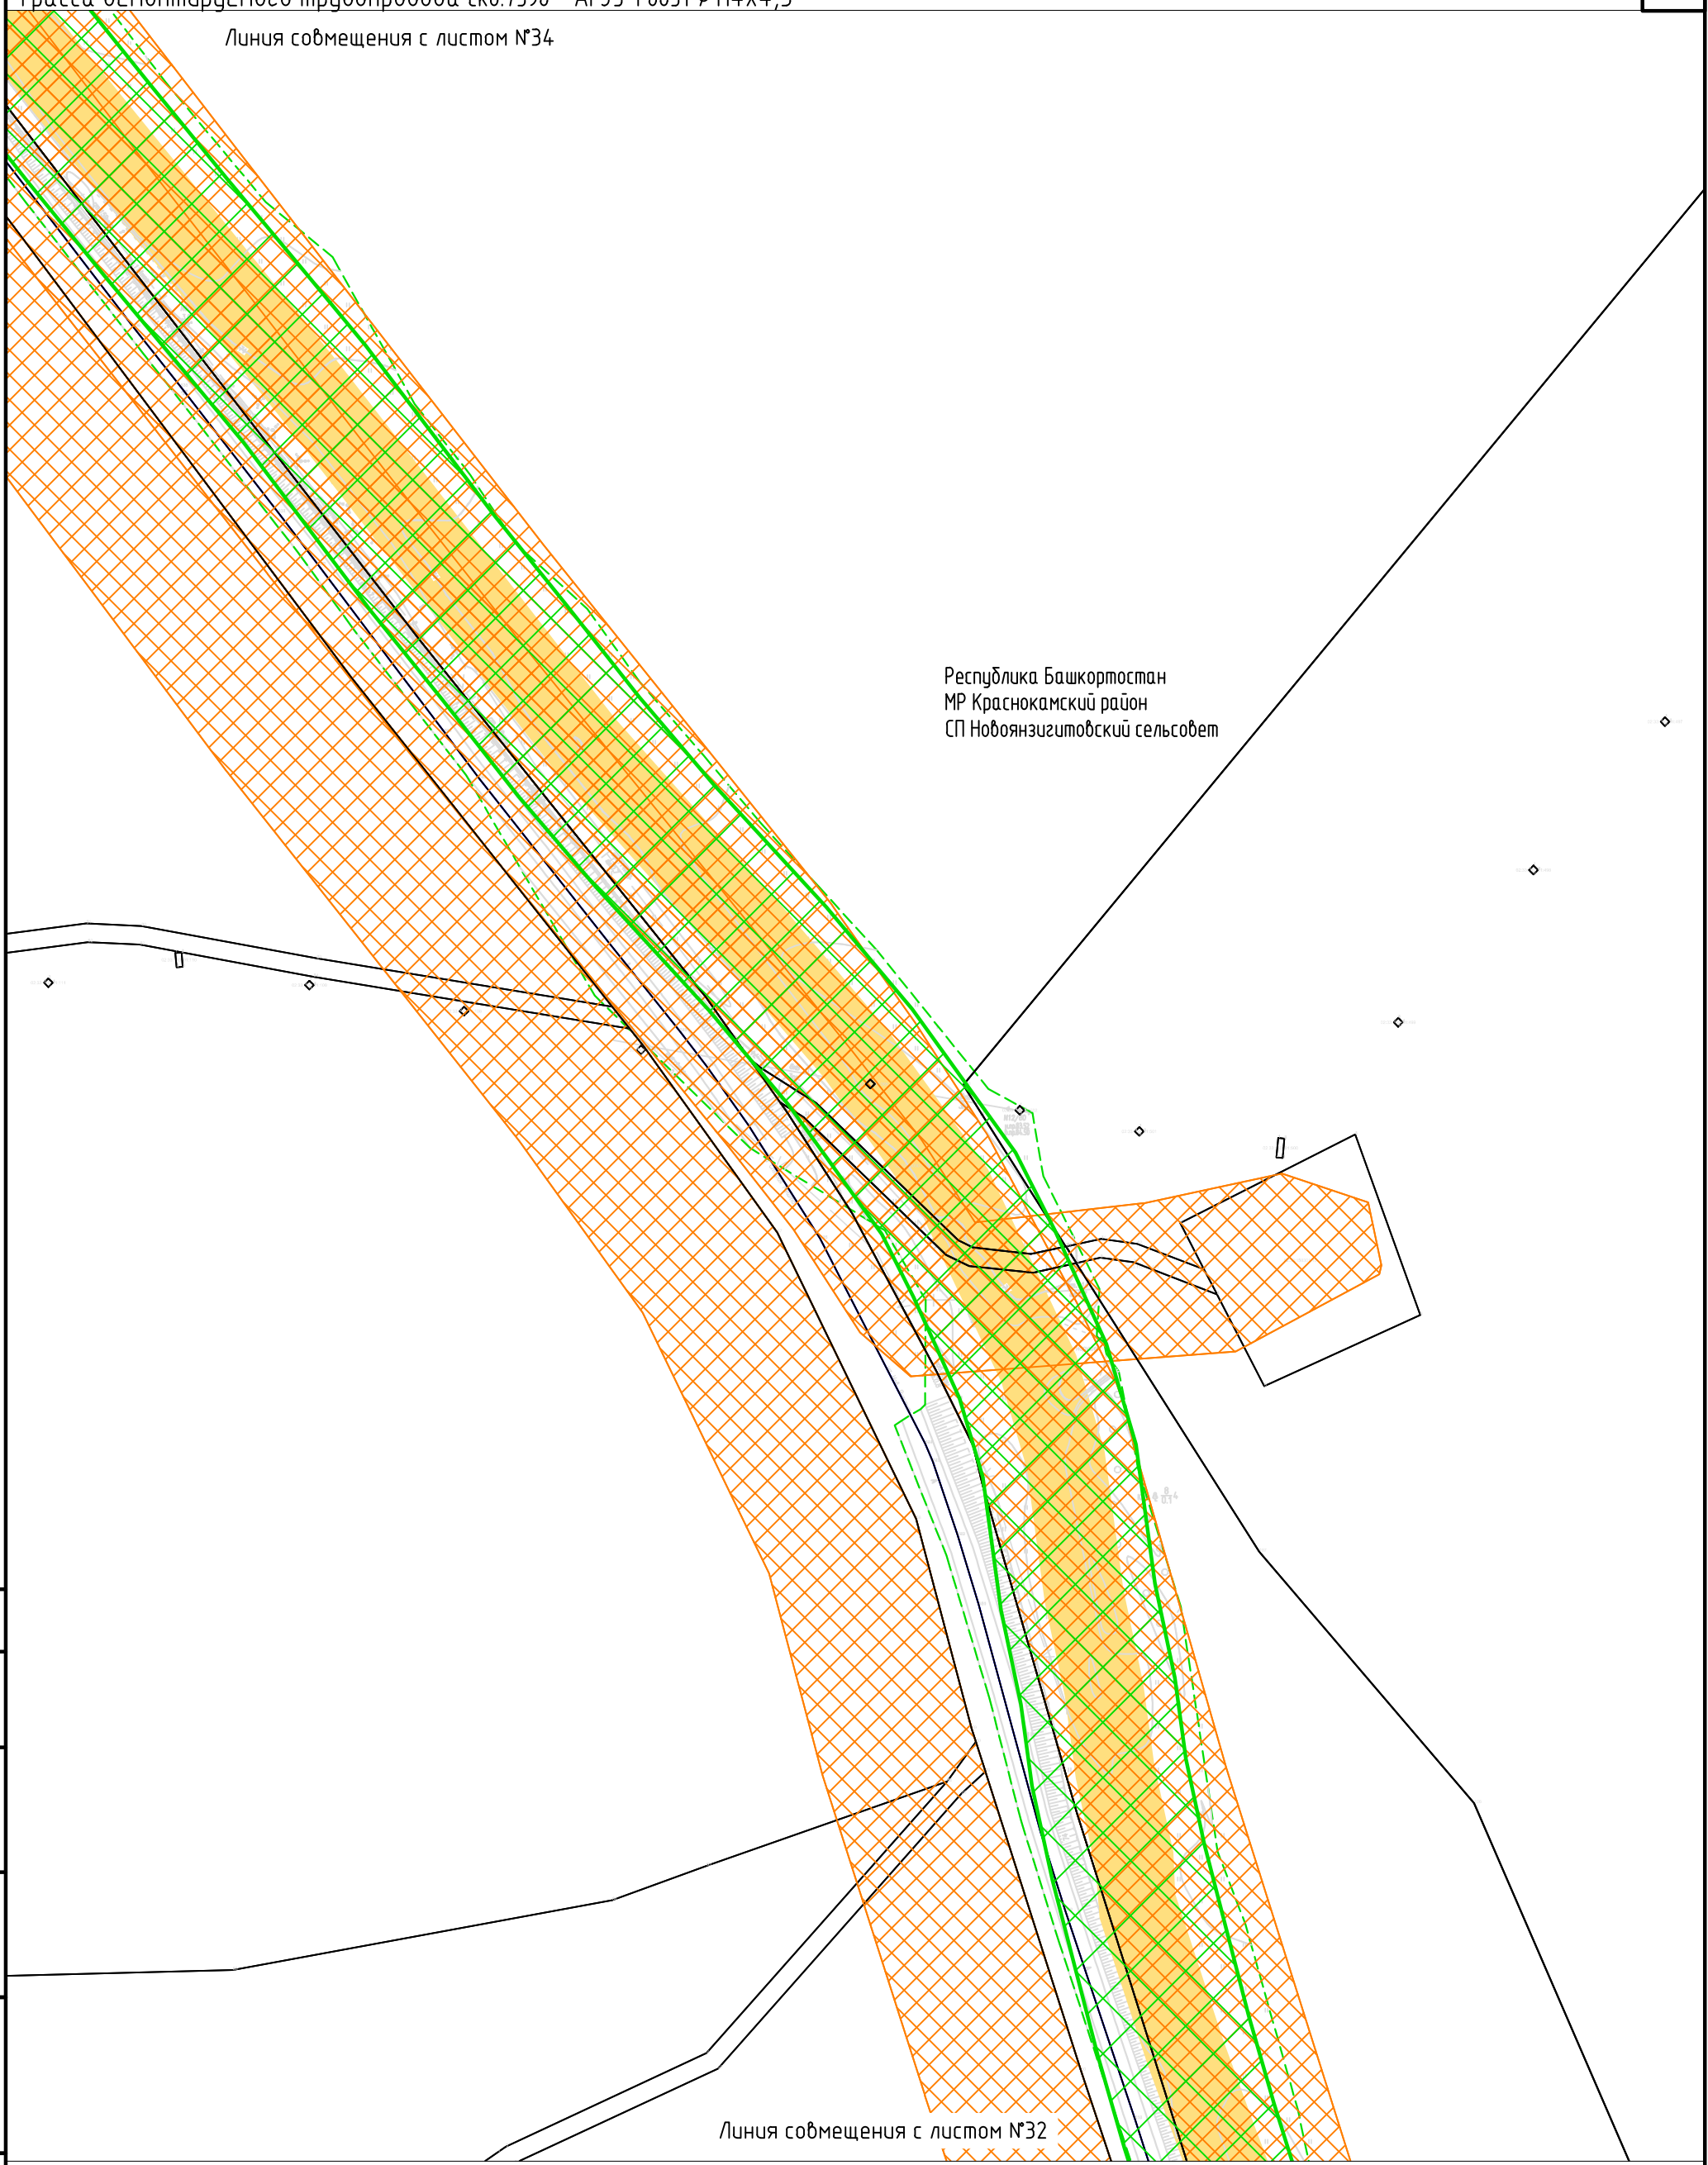 Линия совмещения с листом №34
Республика Башкортостан
МР Краснокамский район
СП Новоянзигитовский сельсовет
Линия совмещения с листом №32